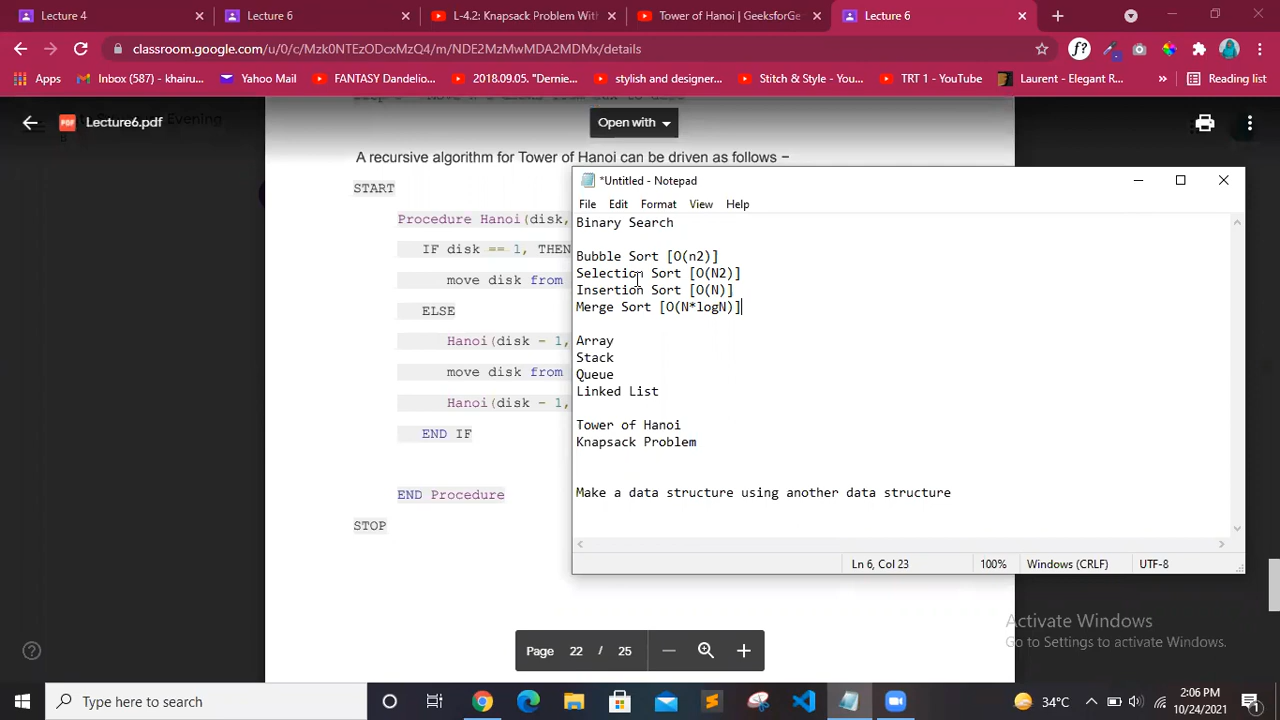 Lecture 4
Lecture 6
L-4.2: Knapsack Problem With
Tower of Hanoi | GeeksforGe
Lecture 6
classroom.google.com/u/0/c/Mzk0NTEzODcxMzQ4/m/NDE2MzMwMDA2MDMx/details
Apps
Inbox (587) - khairu...
Yahoo Mail
FANTASY Dandelio...
2018.09.05. "Dernie...
stylish and designer...
Stitch & Style - You...
TRT 1 - YouTube
Laurent - Elegant R...
»
Reading list
Lecture6.pdf
Evening
Open with
A recursive algorithm for Tower of Hanoi can be driven as follows −
START
Procedure Hanoi(disk,
IF disk == 1, THEN
move disk from
ELSE
Hanoi(disk - 1,
move disk from
Hanoi(disk - 1,
END IF
END Procedure
STOP
*Untitled - Notepad
File Edit Format View Help
Binary Search
Bubble Sort [O(n2)]
Selection Sort [O(N2)]
Insertion Sort [O(N)]
Merge Sort [O(N*logN)]
Array
Stack
Queue
Linked List
Tower of Hanoi
Knapsack Problem
Make a data structure using another data structure
Ln 6, Col 23
100%
Windows (CRLF)
UTF-8
Activate Windows
Go to Settings to activate Windows.
Page 22 / 25
Type here to search
34°C
2:06 PM
10/24/2021
1